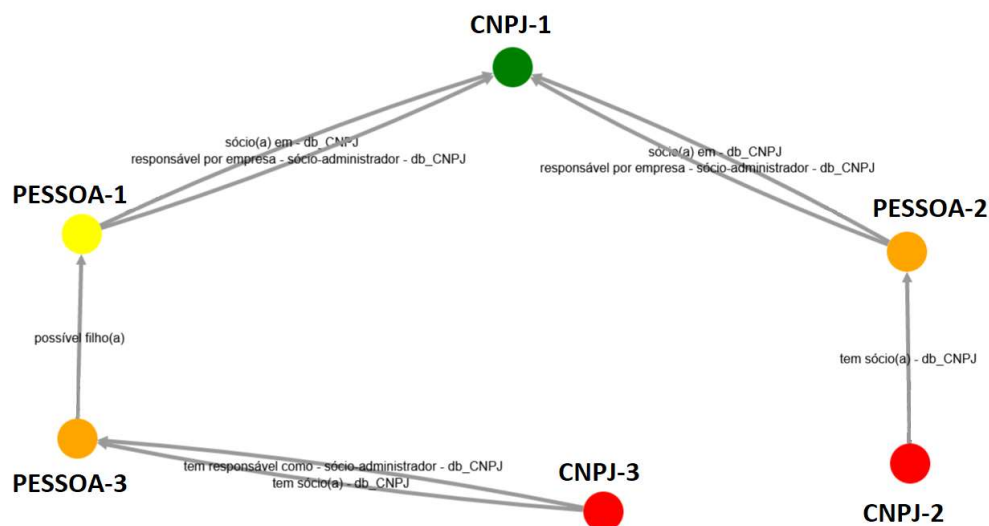 CNPJ-1
sócio(a) em - db_CNPJ
responsável por empresa - sócio-administrador - db_CNPJ
sócio(a) em - db_CNPJ
responsável por empresa - sócio-administrador - db_CNPJ
PESSOA-1
PESSOA-2
possível filho(a)
tem sócio(a) - db_CNPJ
tem responsável como - sócio-administrador - db_CNPJ
tem sócio(a) - db_CNPJ
PESSOA-3
CNPJ-3
CNPJ-2